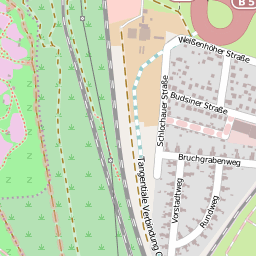 B 5
Weißenhöher Straße
Budsiner Straße
Schlochauer Straße
Bruchgrabenweg
Tangentiale Verbindung O
Vorstadtweg
Rundweg